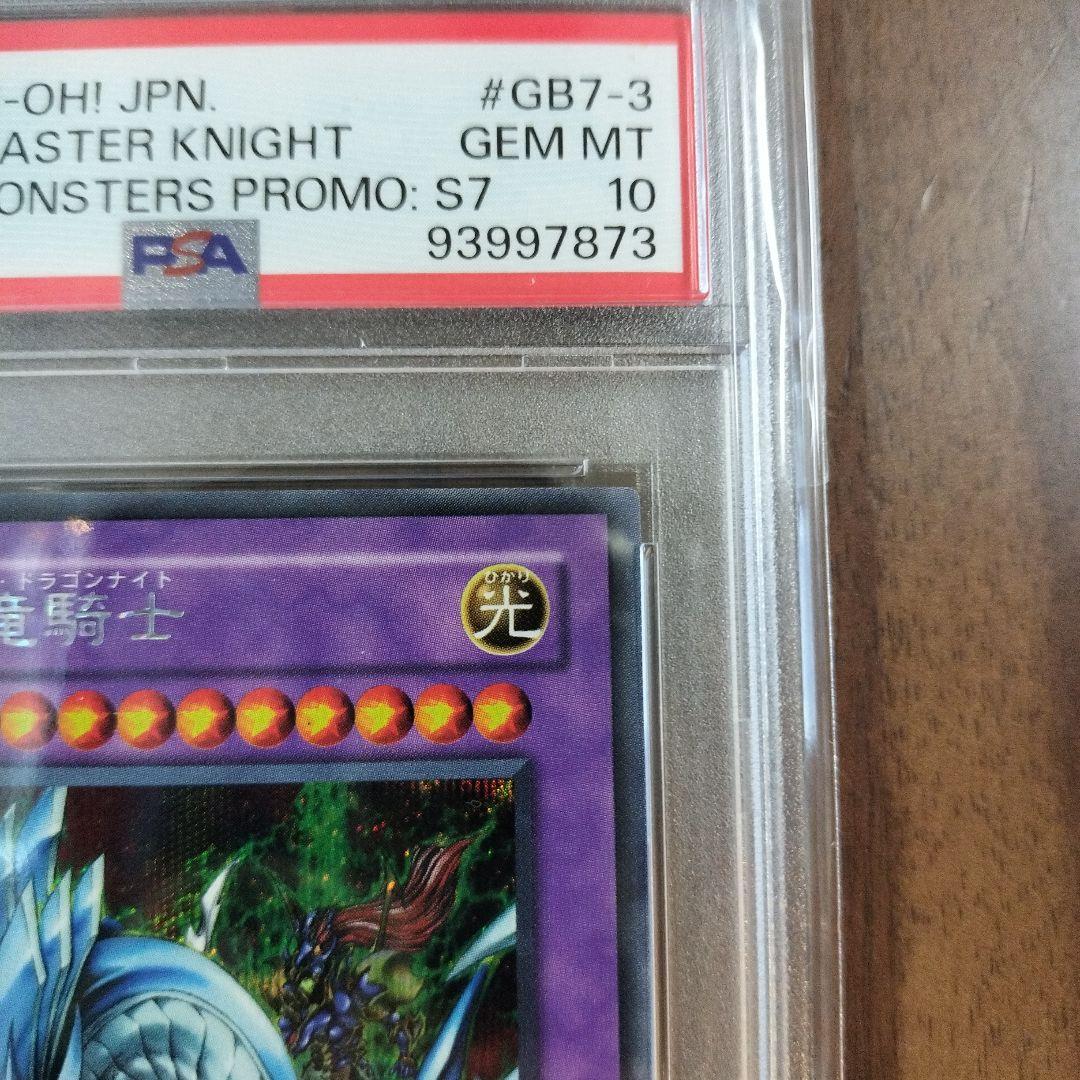 -OH! JPN. #GB7-3
ASTER KNIGHT GEM MT
ONSTERS PROMO: S7 10
PSA 93997873
・ドラゴンナイト
竜騎士
ひかり
光